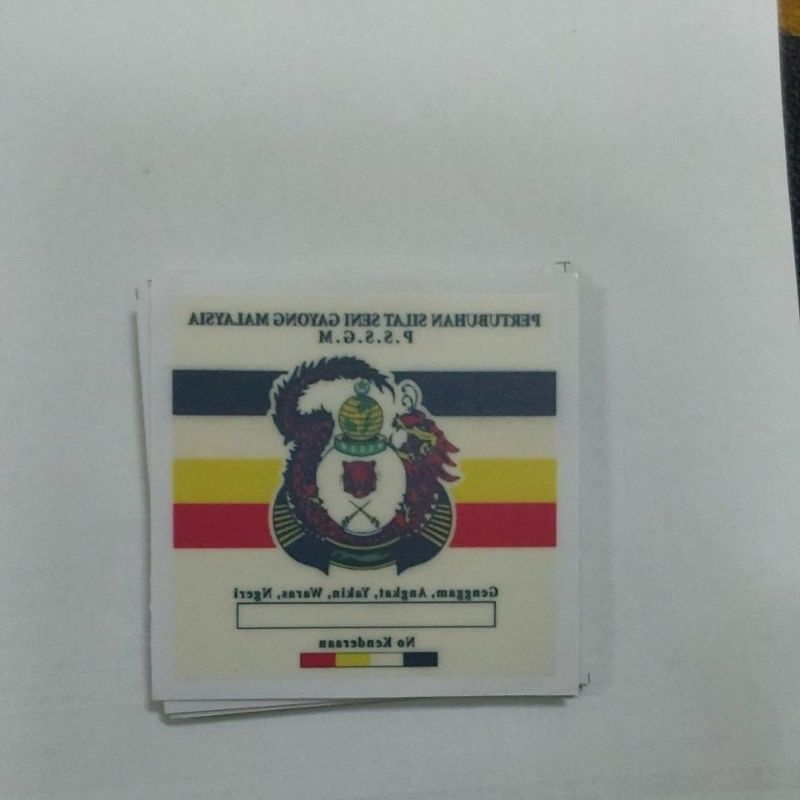 PERTUBUHAN SILAT SENI GAYONG MALAYSIA
P.S.S.G.M
Genggam, Angkat, Yakin, Waras, Ngeri
No Kenderaan